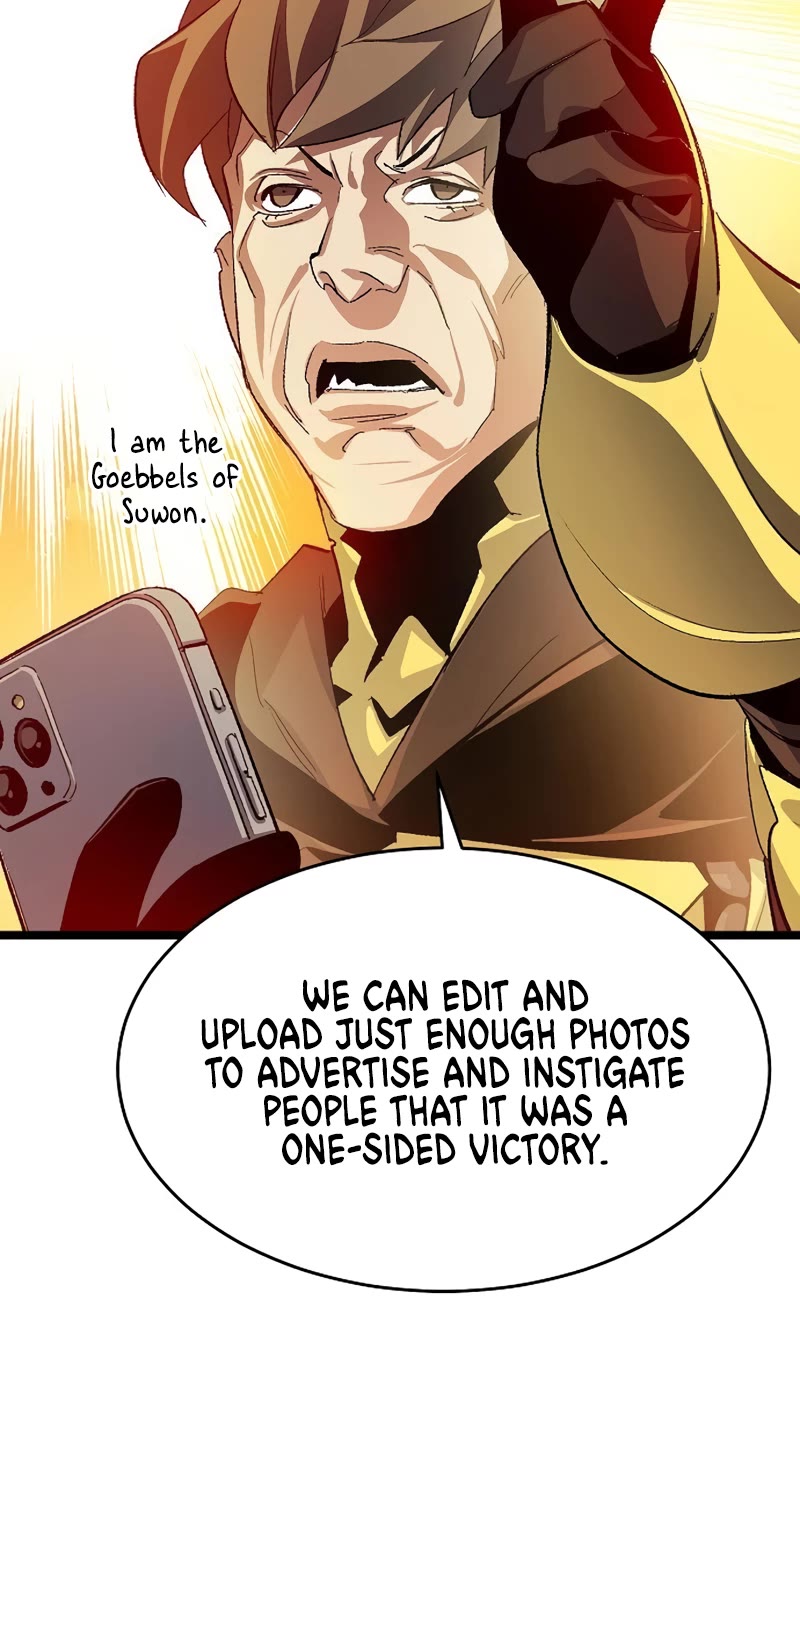 I am the
Goebbels of
Suwon.
WE CAN EDIT AND
UPLOAD JUST ENOUGH PHOTOS
TO ADVERTISE AND INSTIGATE
PEOPLE THAT IT WAS A
ONE-SIDED VICTORY.